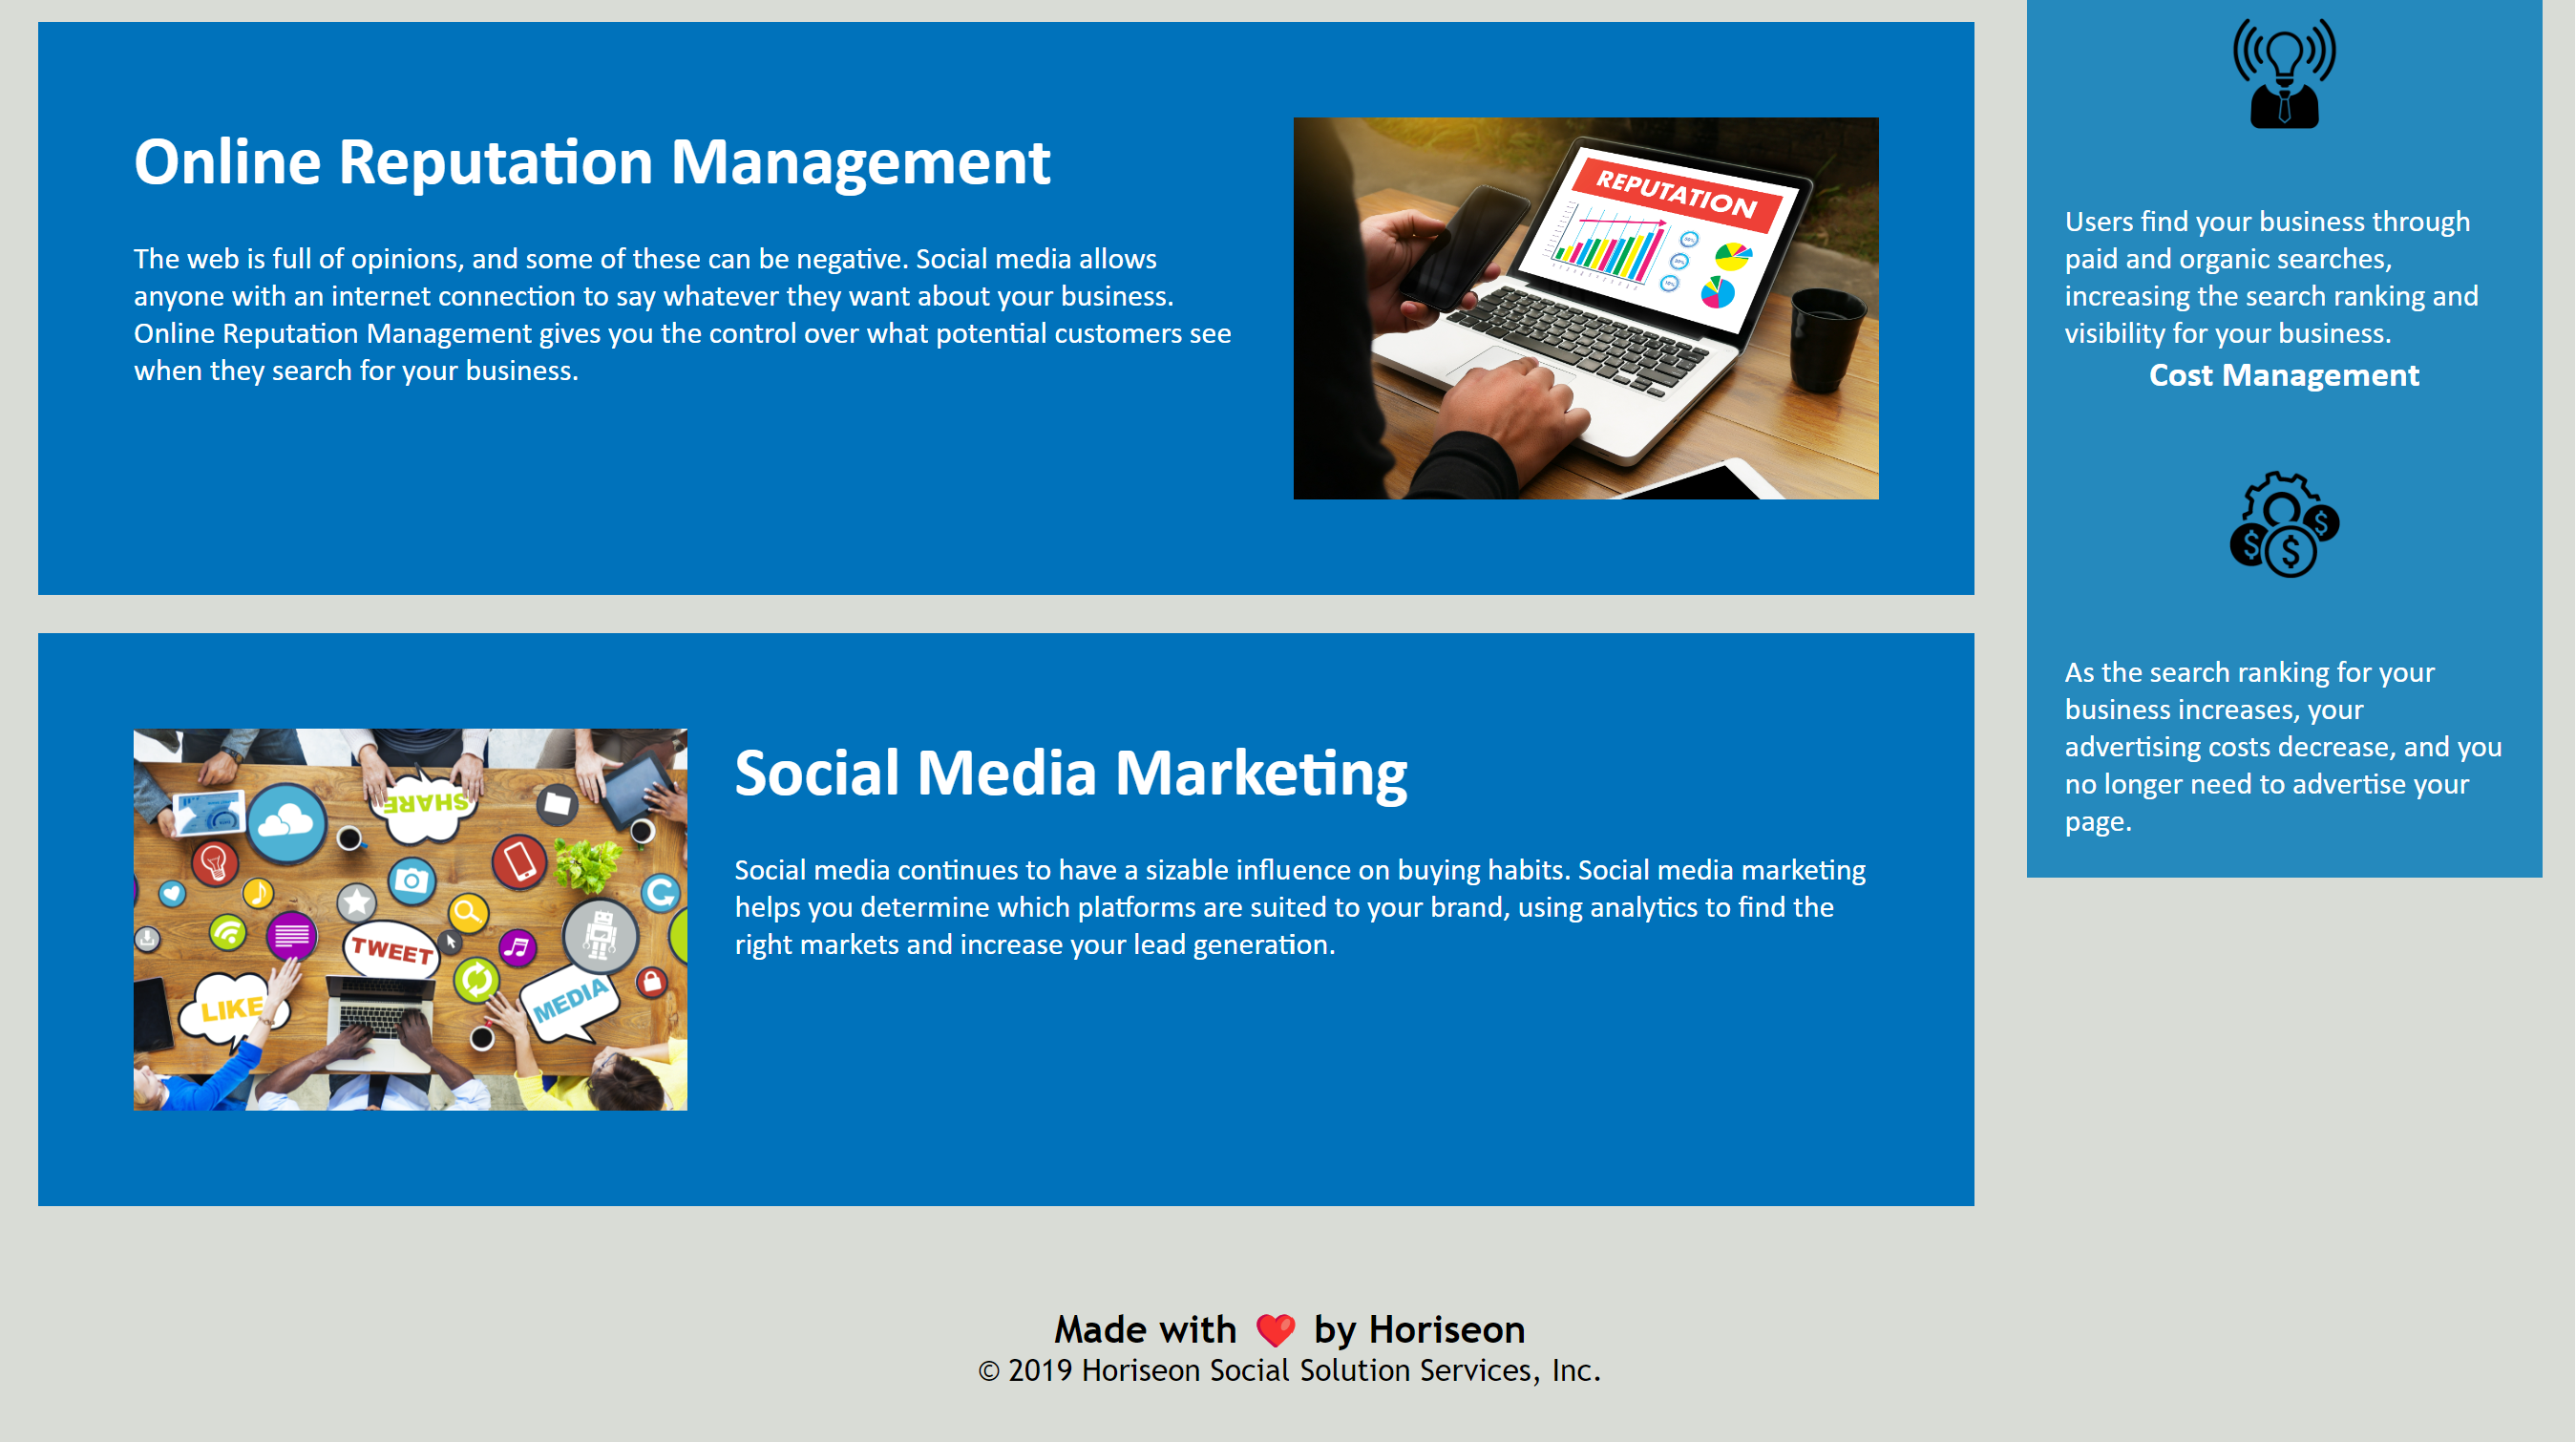 Online Reputation Management
The web is full of opinions, and some of these can be negative. Social media allows
anyone with an internet connection to say whatever they want about your business.
Online Reputation Management gives you the control over what potential customers see
when they search for your business.
REPUTATION
Users find your business through
paid and organic searches,
increasing the search ranking and
visibility for your business.
Cost Management
$ $ $
As the search ranking for your
business increases, your
advertising costs decrease, and you
no longer need to advertise your
page.
SHARE
TWEET
LIKE
MEDIA
Social Media Marketing
Social media continues to have a sizable influence on buying habits. Social media marketing
helps you determine which platforms are suited to your brand, using analytics to find the
right markets and increase your lead generation.
Made with ❤️ by Horiseon
© 2019 Horiseon Social Solution Services, Inc.